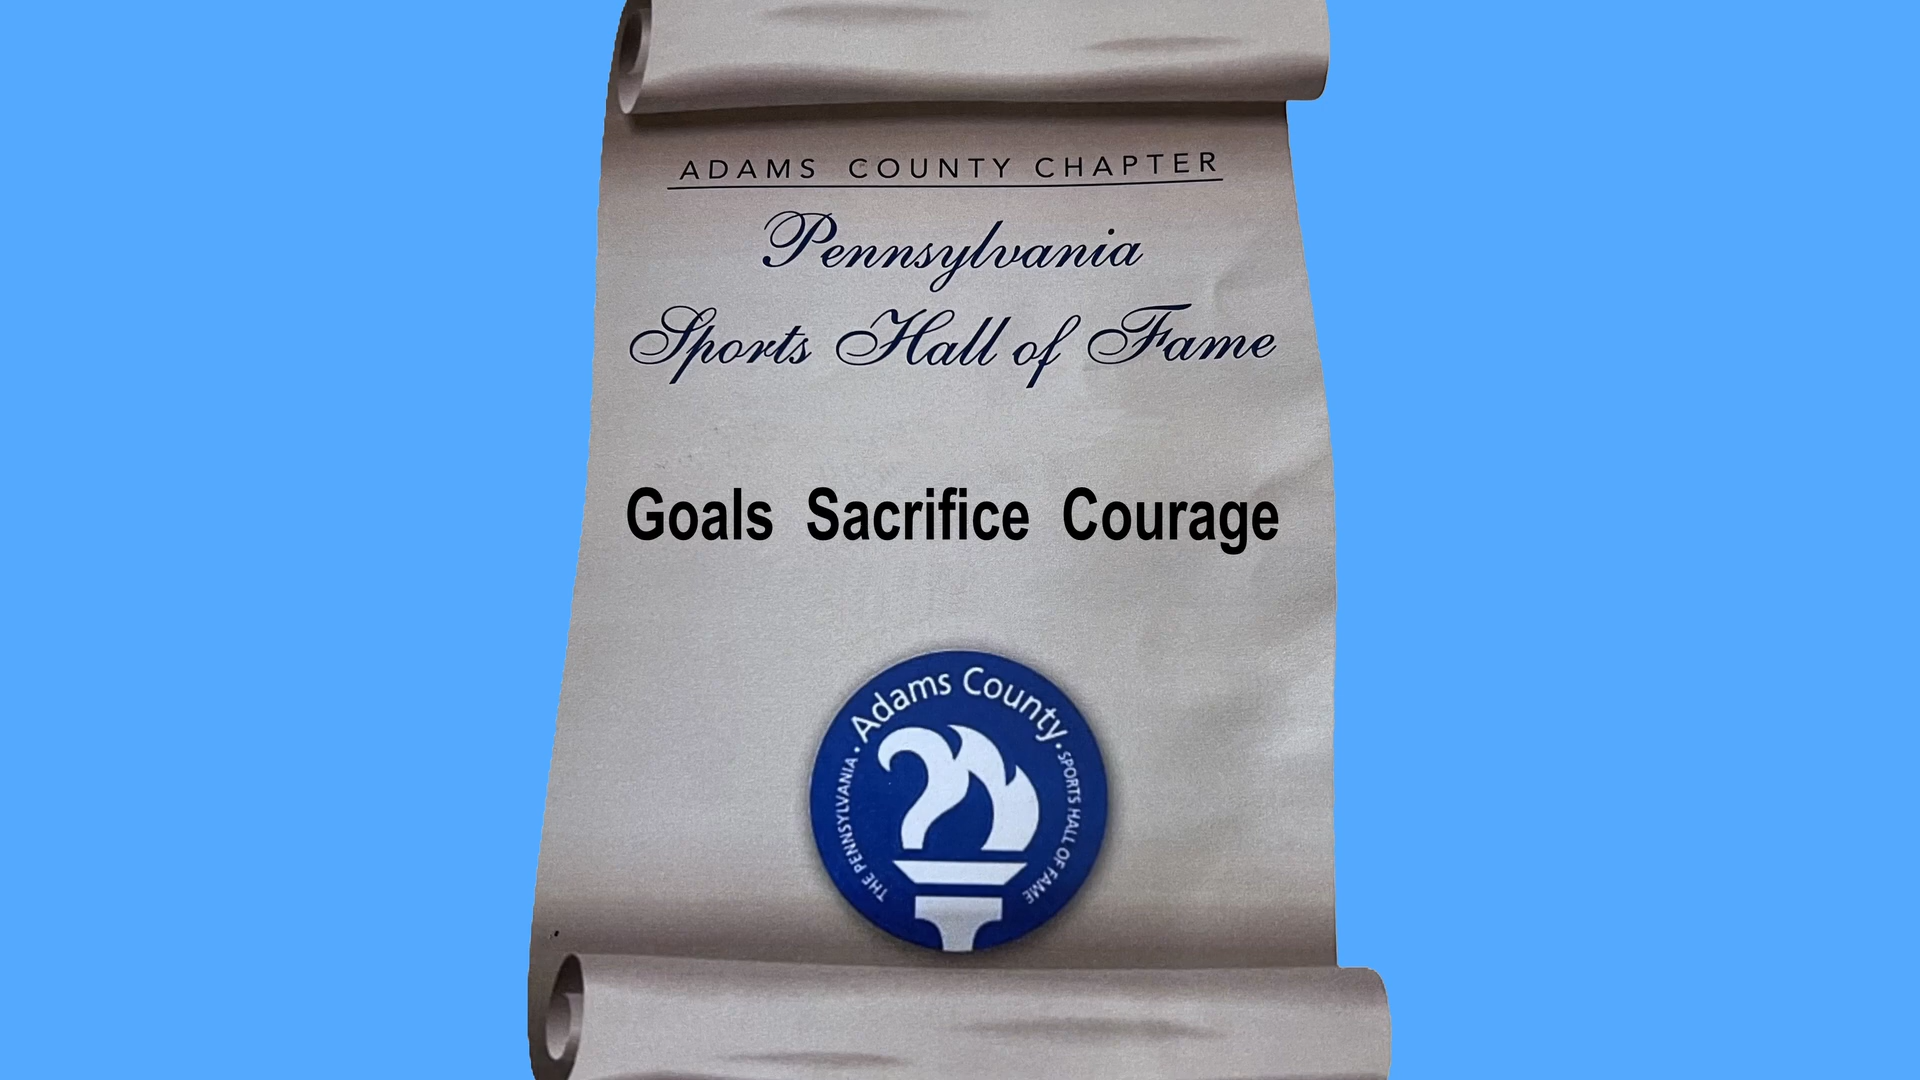 ADAMS COUNTY CHAPTER
Pennsylvania
Sports Hall of Fame
Goals Sacrifice Courage
Adams County
THE PENNSYLVANIA • • SPORTS HALL OF FAME